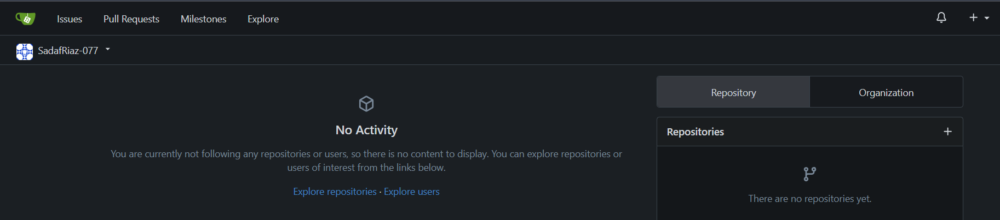 Issues Pull Requests Milestones Explore
SadafRiaz-077
Repository Organization
No Activity
You are currently not following any repositories or users, so there is no content to display. You can explore repositories or
users of interest from the links below.
Explore repositories · Explore users
Repositories
There are no repositories yet.